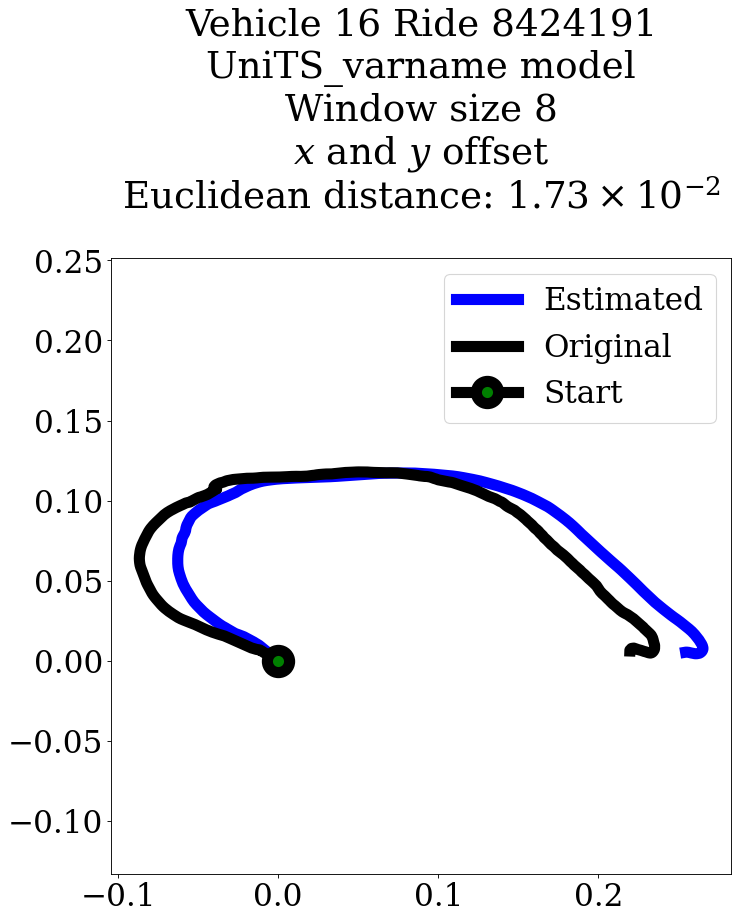 Vehicle 16 Ride 8424191
UniTS_varname model
Window size 8
x and y offset
Euclidean distance: 1.73 × 10⁻²
Estimated
Original
Start
0.25
0.20
0.15
0.10
0.05
0.00
−0.05
−0.10
−0.1 0.0 0.1 0.2